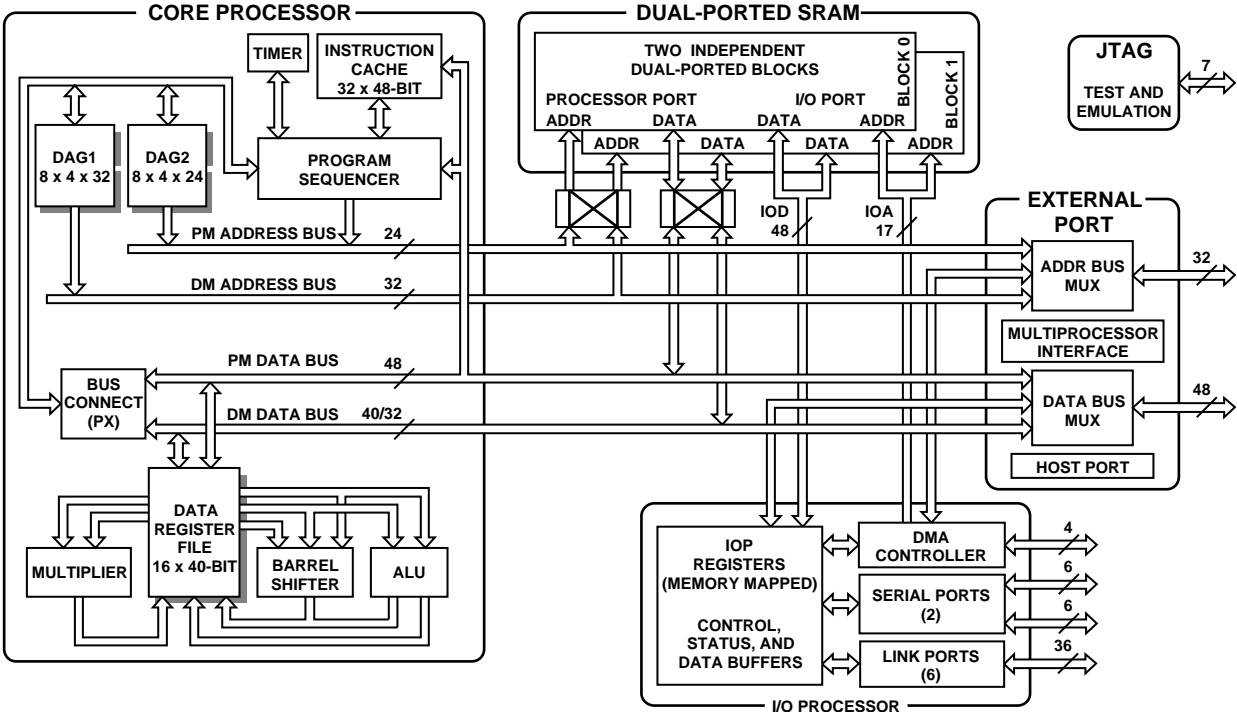 CORE PROCESSOR
TIMER
INSTRUCTION
CACHE
32 x 48-BIT
DAG1
8 x 4 x 32
DAG2
8 x 4 x 24
PROGRAM
SEQUENCER
PM ADDRESS BUS
24
DM ADDRESS BUS
32
PM DATA BUS
48
BUS
CONNECT
(PX)
DM DATA BUS
40/32
DATA
REGISTER
FILE
16 x 40-BIT
MULTIPLIER
BARREL
SHIFTER
ALU
DUAL-PORTED SRAM
TWO INDEPENDENT
DUAL-PORTED BLOCKS
BLOCK 0
BLOCK 1
PROCESSOR PORT
I/O PORT
ADDR
DATA
DATA
ADDR
ADDR
DATA
DATA
ADDR
IOD
48
IOA
17
JTAG
TEST AND
EMULATION
7
EXTERNAL
PORT
ADDR BUS
MUX
32
MULTIPROCESSOR
INTERFACE
DATA BUS
MUX
48
HOST PORT
IOP
REGISTERS
(MEMORY MAPPED)
CONTROL,
STATUS, AND
DATA BUFFERS
DMA
CONTROLLER
4
SERIAL PORTS
(2)
6
6
LINK PORTS
(6)
36
I/O PROCESSOR